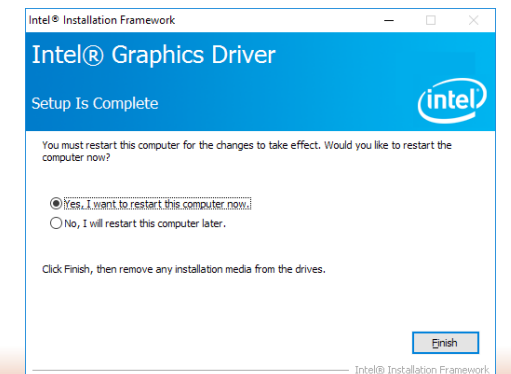 Intel® Installation Framework
Intel® Graphics Driver
Setup Is Complete
intel
You must restart this computer for the changes to take effect. Would you like to restart the
computer now?
Yes, I want to restart this computer now.
No, I will restart this computer later.
Click Finish, then remove any installation media from the drives.
Finish
Intel® Installation Framework